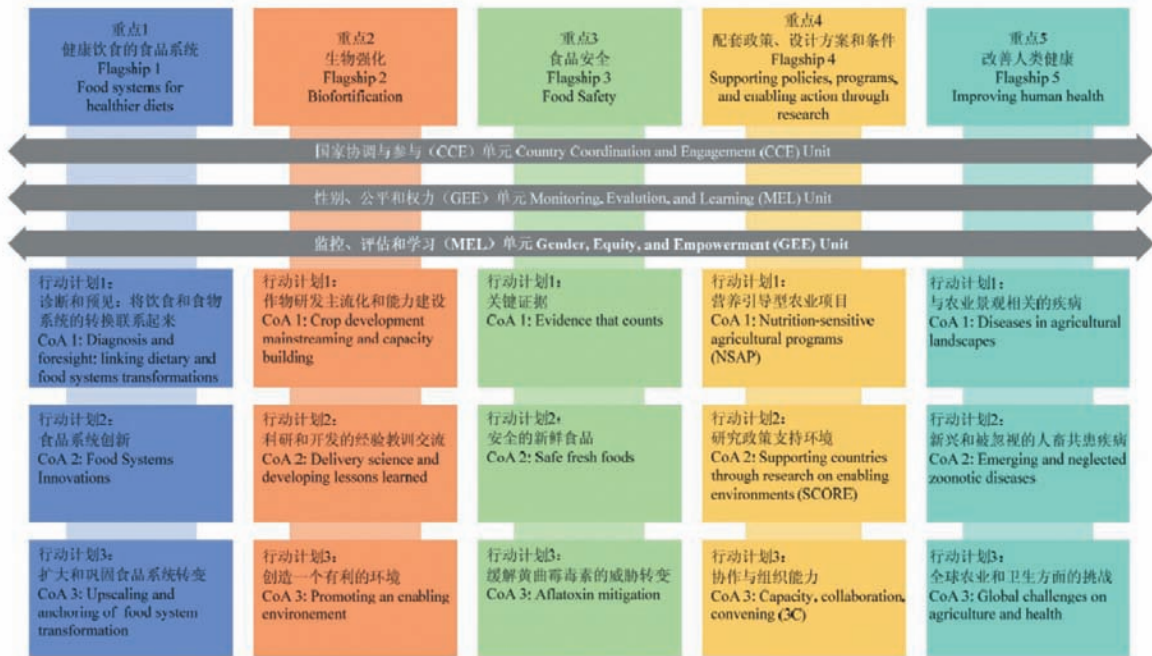 重点1
健康饮食的食品系统
Flagship 1
Food systems for
healthier diets
重点2
生物强化
Flagship 2
Biofortification
重点3
食品安全
Flagship 3
Food Safety
重点4
配套政策、设计方案和条件
Flagship 4
Supporting policies, programs,
and enabling action through
research
重点5
改善人类健康
Flagship 5
Improving human health
国家协调与参与（CCE）单元 Country Coordination and Engagement (CCE) Unit
性别、公平和权力（GEE）单元 Monitoring, Evalution, and Learning (MEL) Unit
监控、评估和学习（MEL）单元 Gender, Equity, and Empowerment (GEE) Unit
行动计划1：
诊断和预见：将饮食和食物
系统的转换联系起来
CoA 1: Diagnosis and
foresight: linking dietary and
food systems transformations
行动计划1：
作物研发主流化和能力建设
CoA 1: Crop development
mainstreaming and capacity
building
行动计划1：
关键证据
CoA 1: Evidence that counts
行动计划1：
营养引导型农业项目
CoA 1: Nutrition-sensitive
agricultural programs
(NSAP)
行动计划1：
与农业景观相关的疾病
CoA 1: Diseases in agricultural
landscapes
行动计划2：
食品系统创新
CoA 2: Food Systems
Innovations
行动计划2：
科研和开发的经验教训交流
CoA 2: Delivery science and
developing lessons learned
行动计划2：
安全的新鲜食品
CoA 2: Safe fresh foods
行动计划2：
研究政策支持环境
CoA 2: Supporting countries
through research on enabling
environments (SCORE)
行动计划2：
新兴和被忽视的人畜共患疾病
CoA 2: Emerging and neglected
zoonotic diseases
行动计划3：
扩大和巩固食品系统转变
CoA 3: Upscaling and
anchoring of food system
transformation
行动计划3：
创造一个有利的环境
CoA 3: Promoting an enabling
environement
行动计划3：
缓解黄曲霉毒素的威胁转变
CoA 3: Aflatoxin mitigation
行动计划3：
协作与组织能力
CoA 3: Capacity, collaboration,
convening (3C)
行动计划3：
全球农业和卫生方面的挑战
CoA 3: Global challenges on
agriculture and health